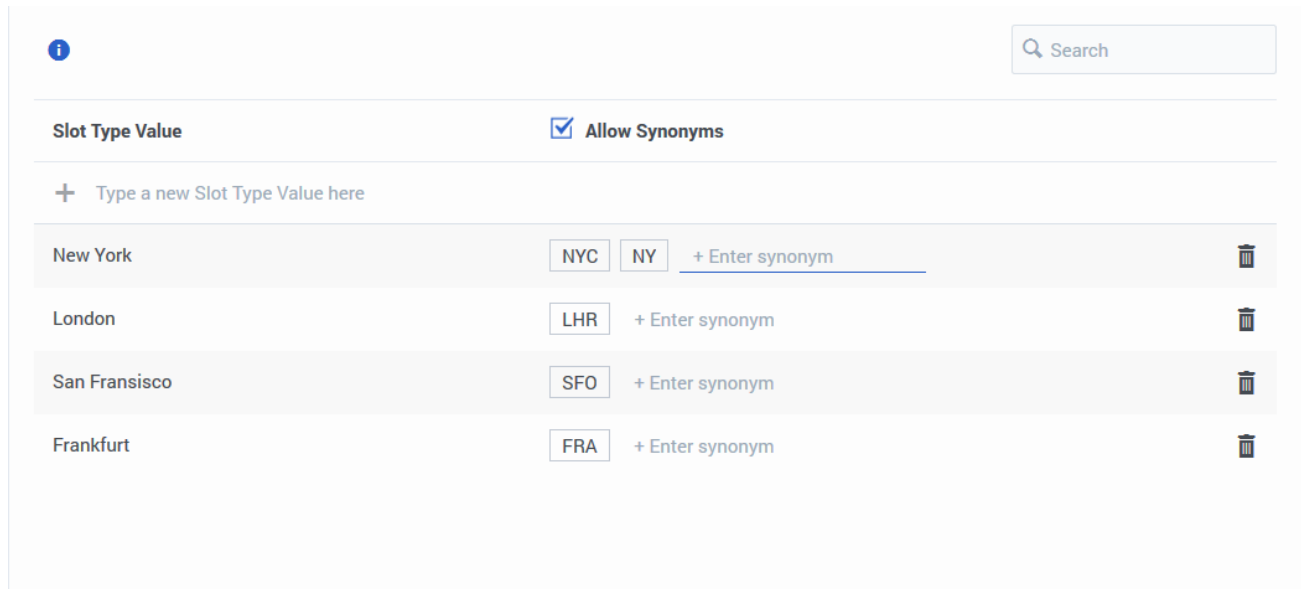 Search
Slot Type Value Allow Synonyms
+ Type a new Slot Type Value here
New York NYC NY + Enter synonym
London LHR + Enter synonym
San Fransisco SFO + Enter synonym
Frankfurt FRA + Enter synonym